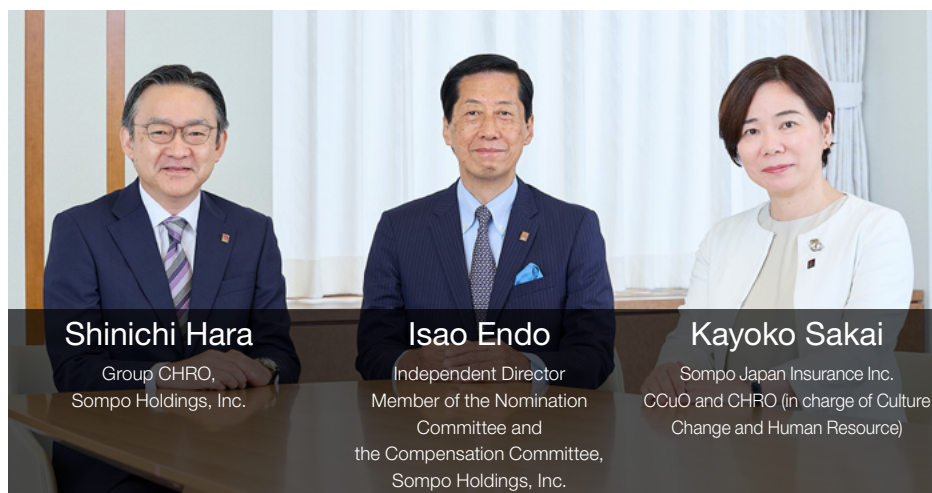 Shinichi Hara
Group CHRO,
Sompo Holdings, Inc.
Isao Endo
Independent Director
Member of the Nomination
Committee and
the Compensation Committee,
Sompo Holdings, Inc.
Kayoko Sakai
Sompo Japan Insurance Inc.
CCuO and CHRO (in charge of Culture
Change and Human Resource)